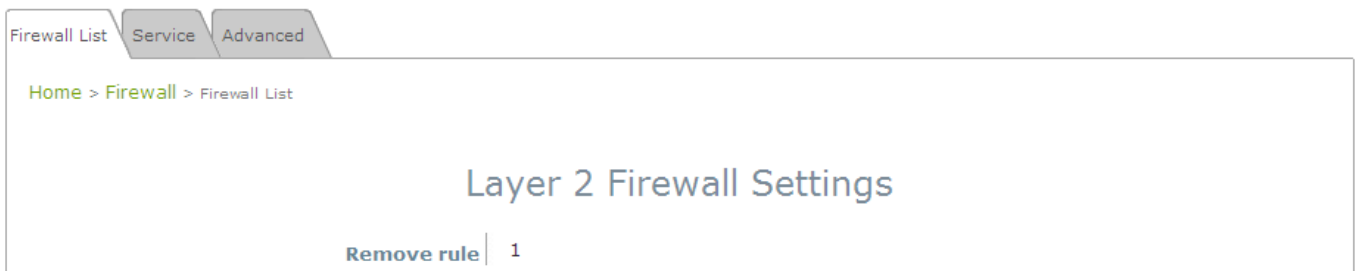 Firewall List Service Advanced
Home > Firewall > Firewall List
Layer 2 Firewall Settings
Remove rule 1